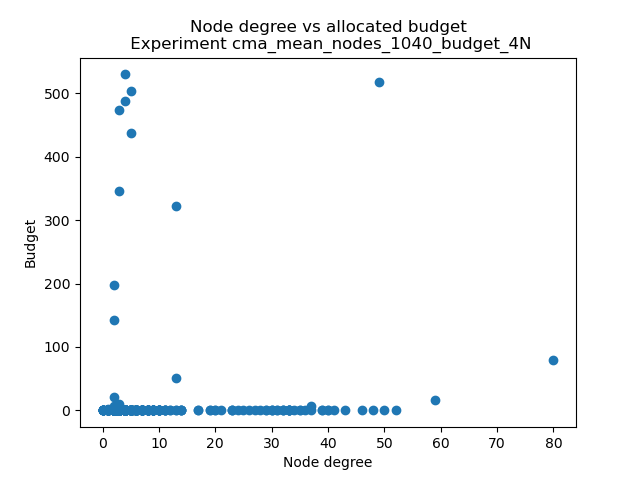 Node degree vs allocated budget
Experiment cma_mean_nodes_1040_budget_4N
500
400
300
200
100
0
Budget
0 10 20 30 40 50 60 70 80
Node degree